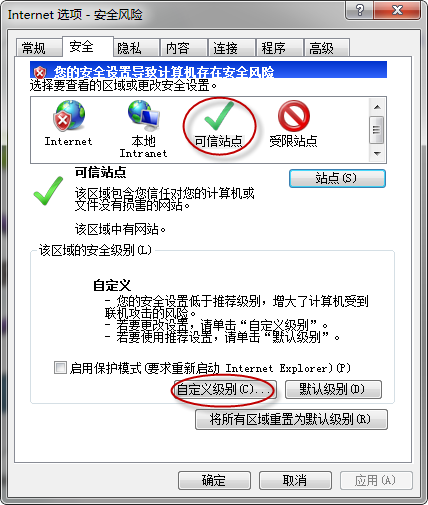 Internet 选项 - 安全风险
常规 安全 隐私 内容 连接 程序 高级
您的安全设置导致计算机存在安全风险
选择要查看的区域或更改安全设置。
Internet 本地 Intranet 可信站点 受限站点
可信站点
站点(S)
该区域包含您信任对您的计算机或
文件没有损害的网站。
该区域中有网站。
该区域的安全级别(L)
自定义
- 您的安全设置低于推荐级别，增大了计算机受到
联机攻击的风险。
- 若要更改设置，请单击“自定义级别”。
- 若要使用推荐设置，请单击“默认级别”。
启用保护模式(要求重新启动 Internet Explorer)(P)
自定义级别(C)... 默认级别(D)
将所有区域重置为默认级别(R)
确定 取消 应用(A)